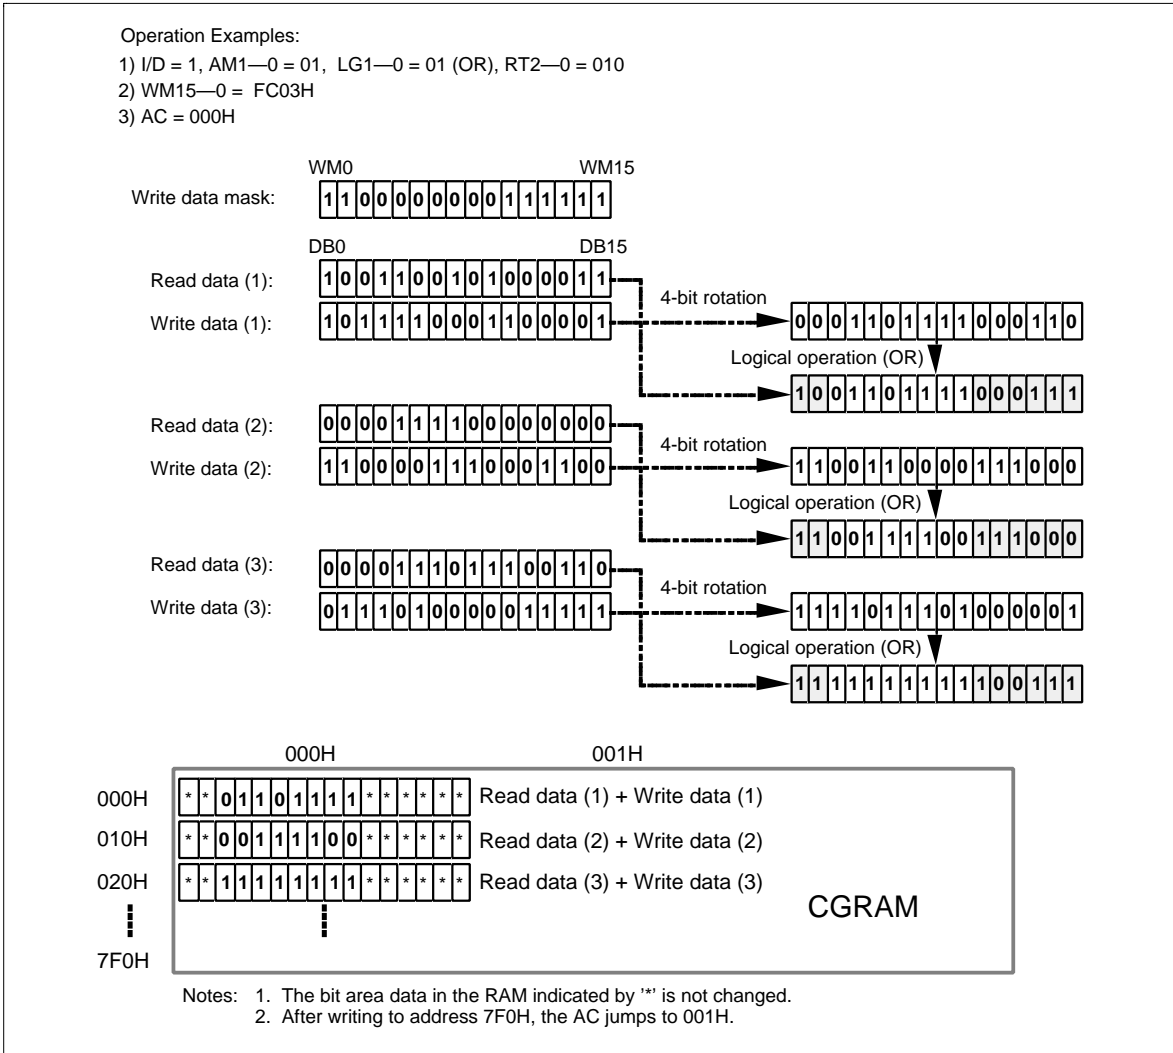 Operation Examples:
1) I/D = 1, AM1—0 = 01, LG1—0 = 01 (OR), RT2—0 = 010
2) WM15—0 = FC03H
3) AC = 000H
WM0 WM15
Write data mask: 1 1 0 0 0 0 0 0 0 0 1 1 1 1 1 1
DB0 DB15
Read data (1): 1 0 0 1 1 0 0 1 0 1 0 0 0 0 1 1
4-bit rotation
Write data (1): 1 0 1 1 1 1 0 0 0 1 1 0 0 0 0 1
0 0 0 1 1 0 1 1 1 1 0 0 0 1 1 0
Logical operation (OR)
1 0 0 1 1 0 1 1 1 1 0 0 0 1 1 1
Read data (2): 0 0 0 0 1 1 1 1 0 0 0 0 0 0 0 0
4-bit rotation
Write data (2): 1 1 0 0 0 0 1 1 1 0 0 0 1 1 0 0
1 1 0 0 1 1 0 0 0 0 1 1 1 0 0 0
Logical operation (OR)
1 1 0 0 1 1 1 1 0 0 1 1 1 0 0 0
Read data (3): 0 0 0 0 1 1 1 0 1 1 1 0 0 1 1 0
4-bit rotation
Write data (3): 0 1 1 1 0 1 0 0 0 0 0 1 1 1 1 1
1 1 1 1 0 1 1 1 0 1 0 0 0 0 0 1
Logical operation (OR)
1 1 1 1 1 1 1 1 1 1 1 0 0 1 1 1
000H 001H
000H * * 0 1 1 0 1 1 1 1 * * * * * * Read data (1) + Write data (1)
010H * * 0 0 1 1 1 1 0 0 * * * * * * Read data (2) + Write data (2)
020H * * 1 1 1 1 1 1 1 1 * * * * * * Read data (3) + Write data (3)
CGRAM
7F0H
Notes: 1. The bit area data in the RAM indicated by '*' is not changed.
2. After writing to address 7F0H, the AC jumps to 001H.